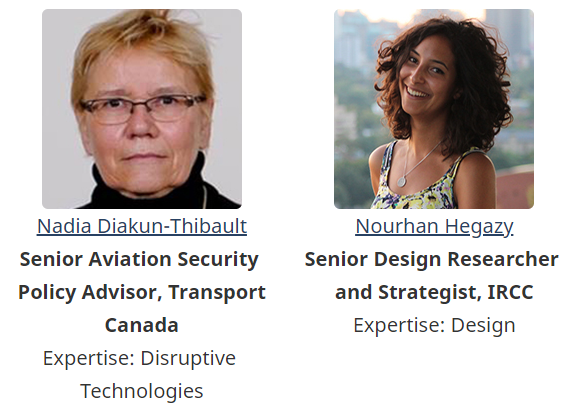 Nadia Diakun-Thibault
Senior Aviation Security
Policy Advisor, Transport
Canada
Expertise: Disruptive
Technologies
Nourhan Hegazy
Senior Design Researcher
and Strategist, IRCC
Expertise: Design